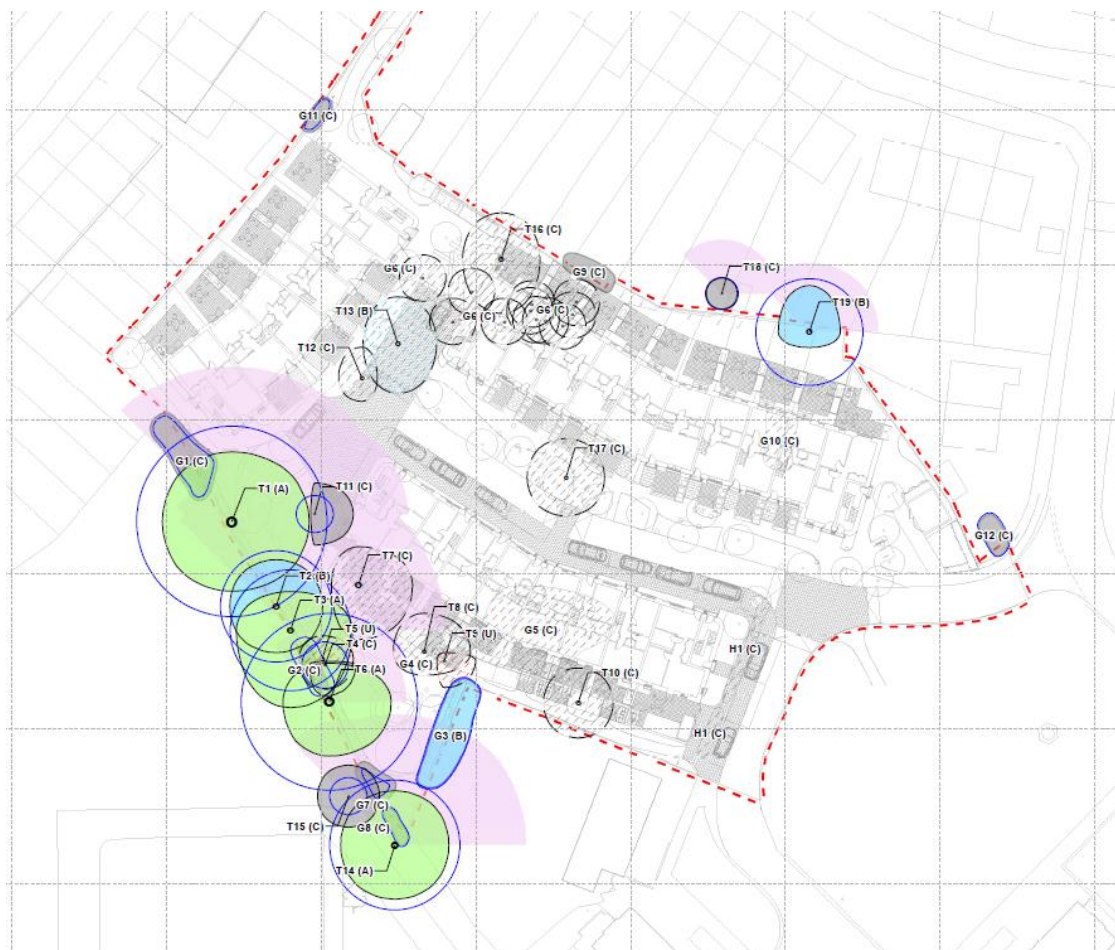 G11 (C)
T16 (C)
G6 (C)
G9 (C)
T18 (C)
T19 (B)
T13 (B)
G6 (C)
G6 (C)
T12 (C)
G10 (C)
G1 (C)
T17 (C)
T1 (A)
T11 (C)
G12 (C)
T7 (C)
T2 (B)
T3 (A)
T8 (C)
T5 (U)
T9 (U)
G5 (C)
T4 (C)
G4 (C)
G2 (C)
T6 (A)
H1 (C)
T10 (C)
G3 (B)
H1 (C)
G7 (C)
T15 (C)
G8 (C)
T14 (A)